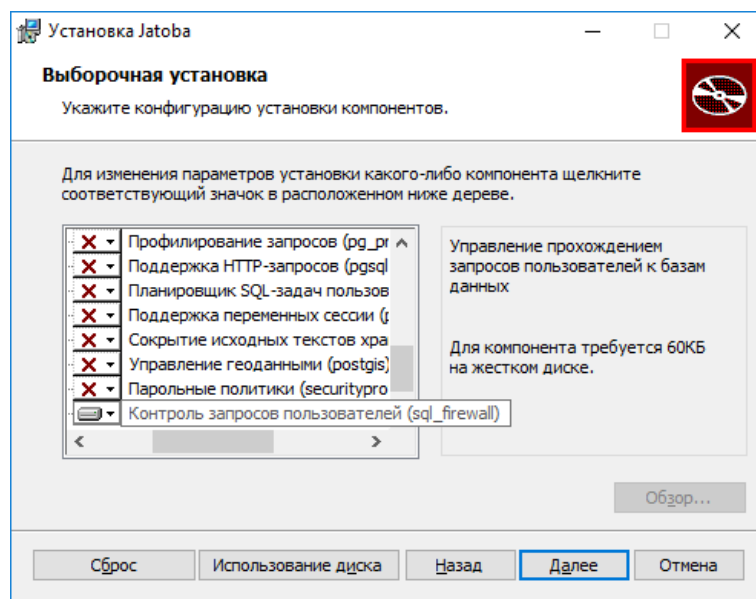 Установка Jatoba
Выборочная установка
Укажите конфигурацию установки компонентов.
Для изменения параметров установки какого-либо компонента щелкните
соответствующий значок в расположенном ниже дереве.
Профилирование запросов (pg_pr
Поддержка HTTP-запросов (pgsql
Планировщик SQL-задач пользов
Поддержка переменных сессии (
Сокрытие исходных текстов хра
Управление геоданными (postgis)
Парольные политики (securitypro
Контроль запросов пользователей (sql_firewall)
Управление прохождением
запросов пользователей к базам
данных
Для компонента требуется 60КБ
на жестком диске.
Обзор...
Сброс
Использование диска
Назад
Далее
Отмена